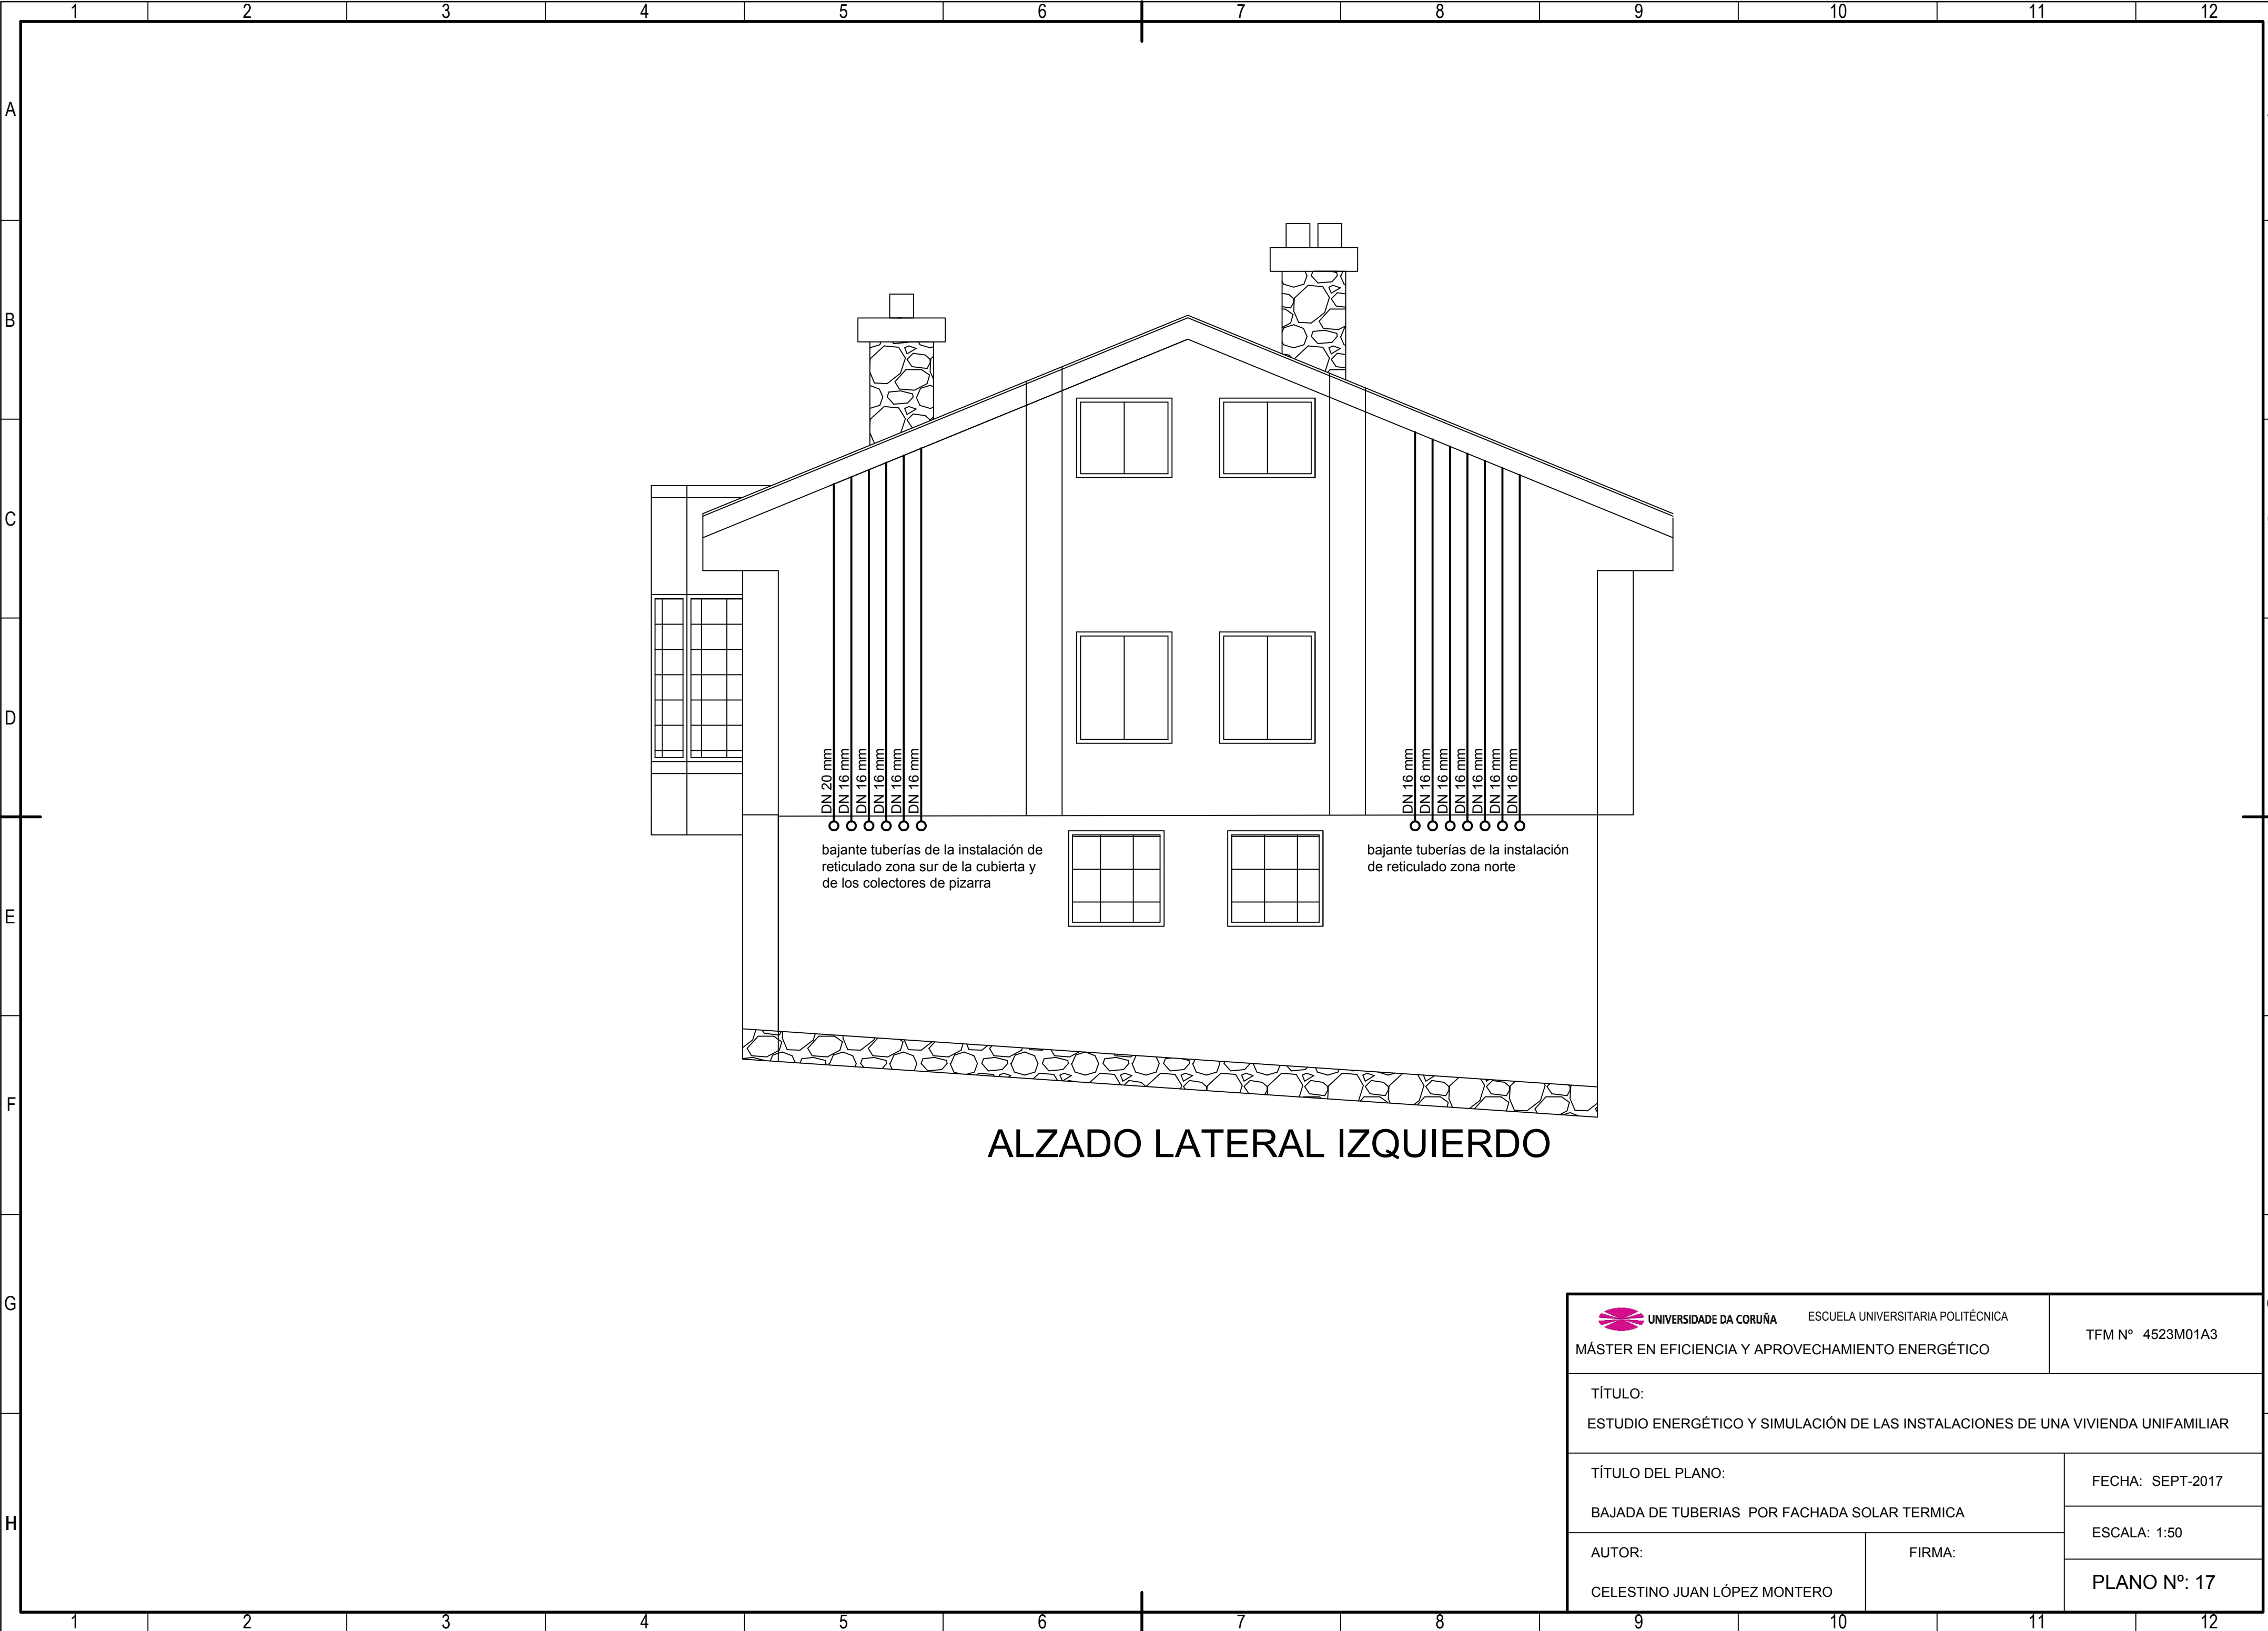 1 2 3 4 5 6 7 8 9 10 11 12
A
B
C
D
E
F
G
H
DN 20 mm
DN 16 mm
DN 16 mm
DN 16 mm
DN 16 mm
DN 16 mm
DN 16 mm
DN 16 mm
DN 16 mm
DN 16 mm
DN 16 mm
DN 16 mm
DN 16 mm
bajante tuberías de la instalación de
reticulado zona sur de la cubierta y
de los colectores de pizarra
bajante tuberías de la instalación
de reticulado zona norte
ALZADO LATERAL IZQUIERDO
UNIVERSIDADE DA CORUÑA ESCUELA UNIVERSITARIA POLITÉCNICA
MÁSTER EN EFICIENCIA Y APROVECHAMIENTO ENERGÉTICO
TFM Nº 4523M01A3
TÍTULO:
ESTUDIO ENERGÉTICO Y SIMULACIÓN DE LAS INSTALACIONES DE UNA VIVIENDA UNIFAMILIAR
TÍTULO DEL PLANO:
BAJADA DE TUBERIAS POR FACHADA SOLAR TERMICA
FECHA: SEPT-2017
ESCALA: 1:50
AUTOR:
CELESTINO JUAN LÓPEZ MONTERO
FIRMA:
PLANO Nº: 17
1 2 3 4 5 6 7 8 9 10 11 12